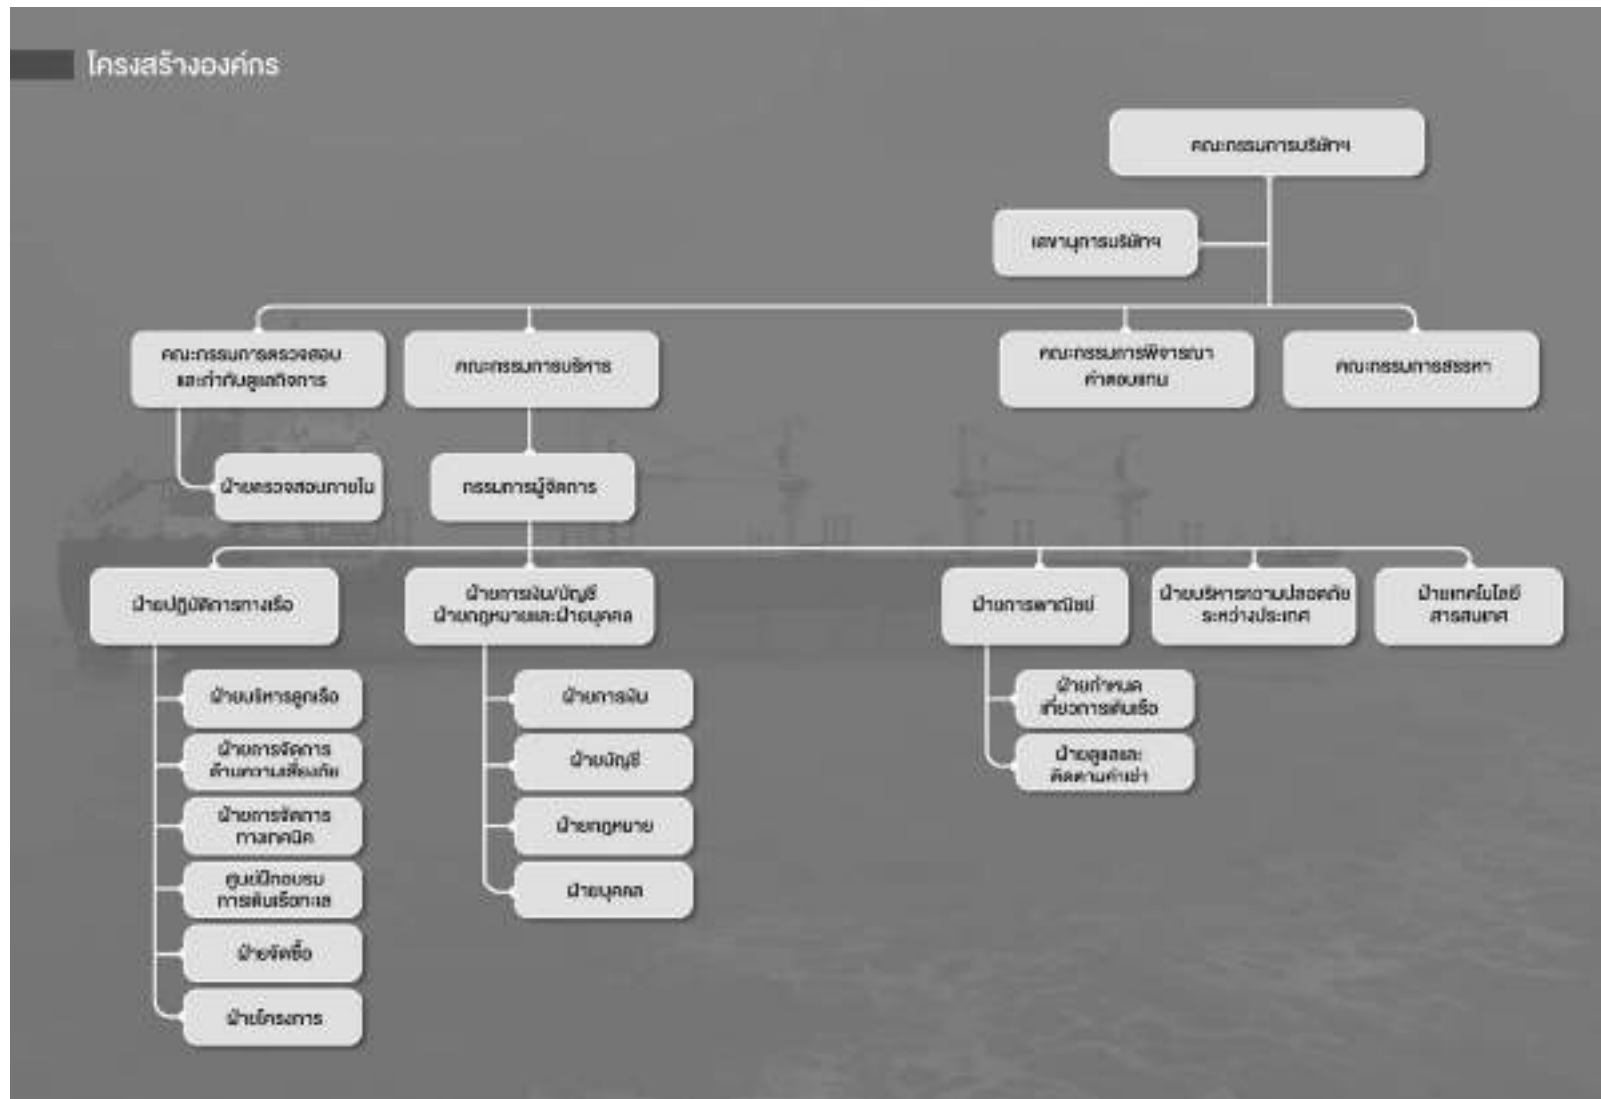 โครงสร้างองค์กร
คณะกรรมการบริษัทฯ
เลขานุการบริษัทฯ
คณะกรรมการตรวจสอบ
และกำกับดูแลกิจการ
คณะกรรมการบริหาร
คณะกรรมการพิจารณา
ค่าตอบแทน
คณะกรรมการสรรหา
ฝ่ายตรวจสอบภายใน
กรรมการผู้จัดการ
ฝ่ายปฏิบัติการทางเรือ
ฝ่ายการเงิน/บัญชี
ฝ่ายกฎหมายและฝ่ายบุคคล
ฝ่ายการพาณิชย์
ฝ่ายบริหารความปลอดภัย
ระหว่างประเทศ
ฝ่ายเทคโนโลยี
สารสนเทศ
ฝ่ายบริหารลูกเรือ
ฝ่ายการจัดการ
ด้านความเสี่ยงภัย
ฝ่ายการจัดการ
ทางเทคนิค
ศูนย์ฝึกอบรม
การเดินเรือทะเล
ฝ่ายจัดซื้อ
ฝ่ายโครงการ
ฝ่ายการเงิน
ฝ่ายบัญชี
ฝ่ายกฎหมาย
ฝ่ายบุคคล
ฝ่ายกำหนด
เที่ยวการเดินเรือ
ฝ่ายดูแลและ
ติดตามค่าเช่า